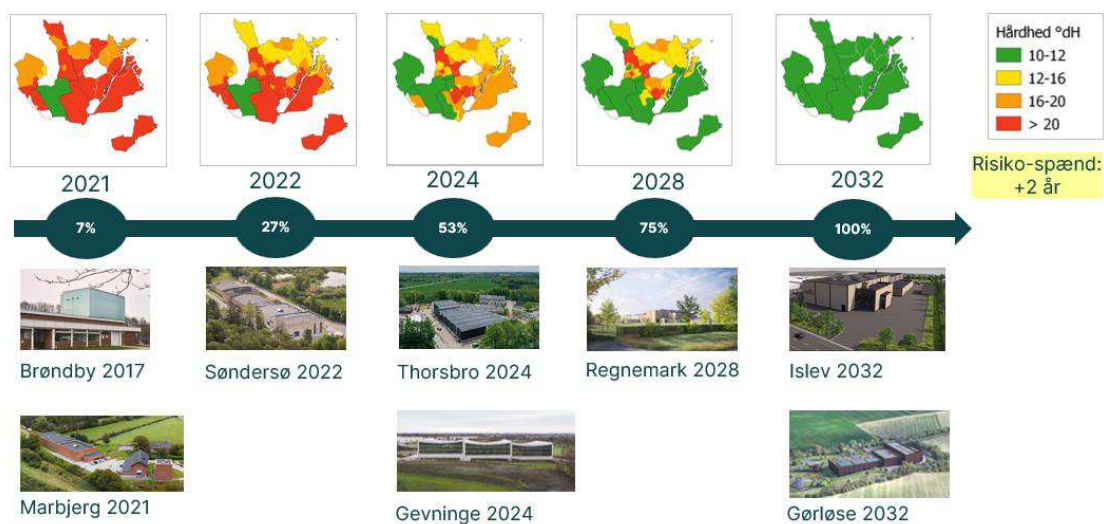 Hårdhed °dH
10-12
12-16
16-20
> 20
2021
2022
2024
2028
2032
Risiko-spænd:
+2 år
7%
27%
53%
75%
100%
Brøndby 2017
Søndersø 2022
Thorsbro 2024
Regnemark 2028
Islev 2032
Marbjerg 2021
Gevninge 2024
Gørløse 2032